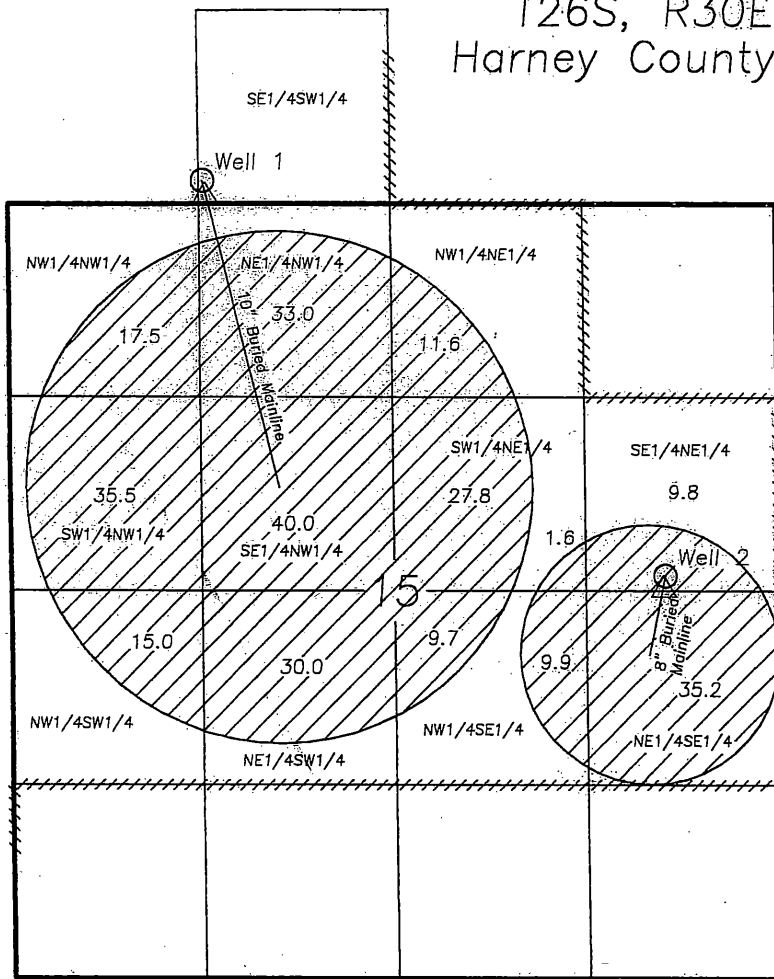 T26S, R30E
Harney County
SE1/4SW1/4
Well 1
NW1/4NW1/4
NE1/4NW1/4
NW1/4NE1/4
17.5
33.0
11.6
10" Buried Mainline
SW1/4NE1/4
SE1/4NE1/4
35.5
27.8
9.8
40.0
SW1/4NW1/4
SE1/4NW1/4
1.6
Well 2
15
8" Buried
Mainline
15.0
30.0
9.7
9.9
35.2
NW1/4SW1/4
NE1/4SW1/4
NW1/4SE1/4
NE1/4SE1/4